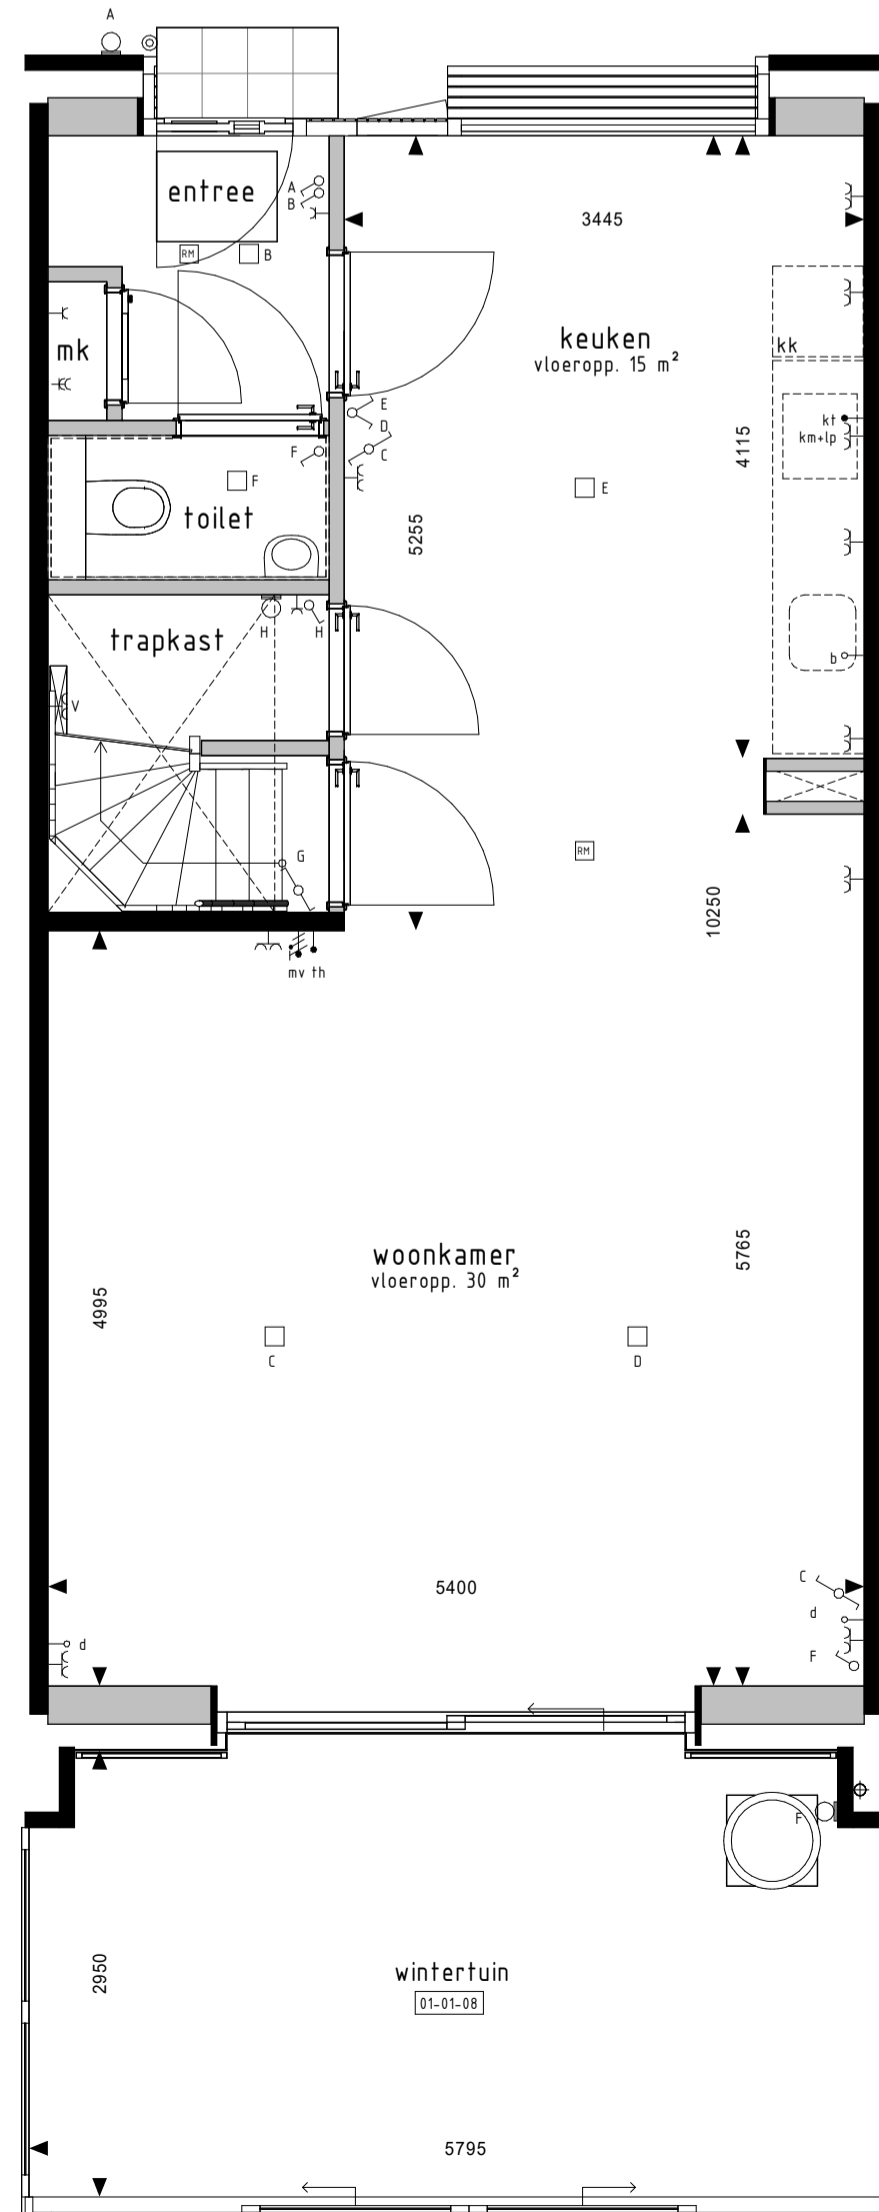 A
entree
A
B
RM
B
3445
keuken
vloeropp. 15 m²
kk
mk
E
D
C
kt
km+lp
4115
F
F
toilet
E
5255
trapkast
H
H
b
V
G
RM
10250
mv th
woonkamer
vloeropp. 30 m²
5765
4995
C
D
5400
C
d
d
F
F
wintertuin
01-01-08
2950
5795